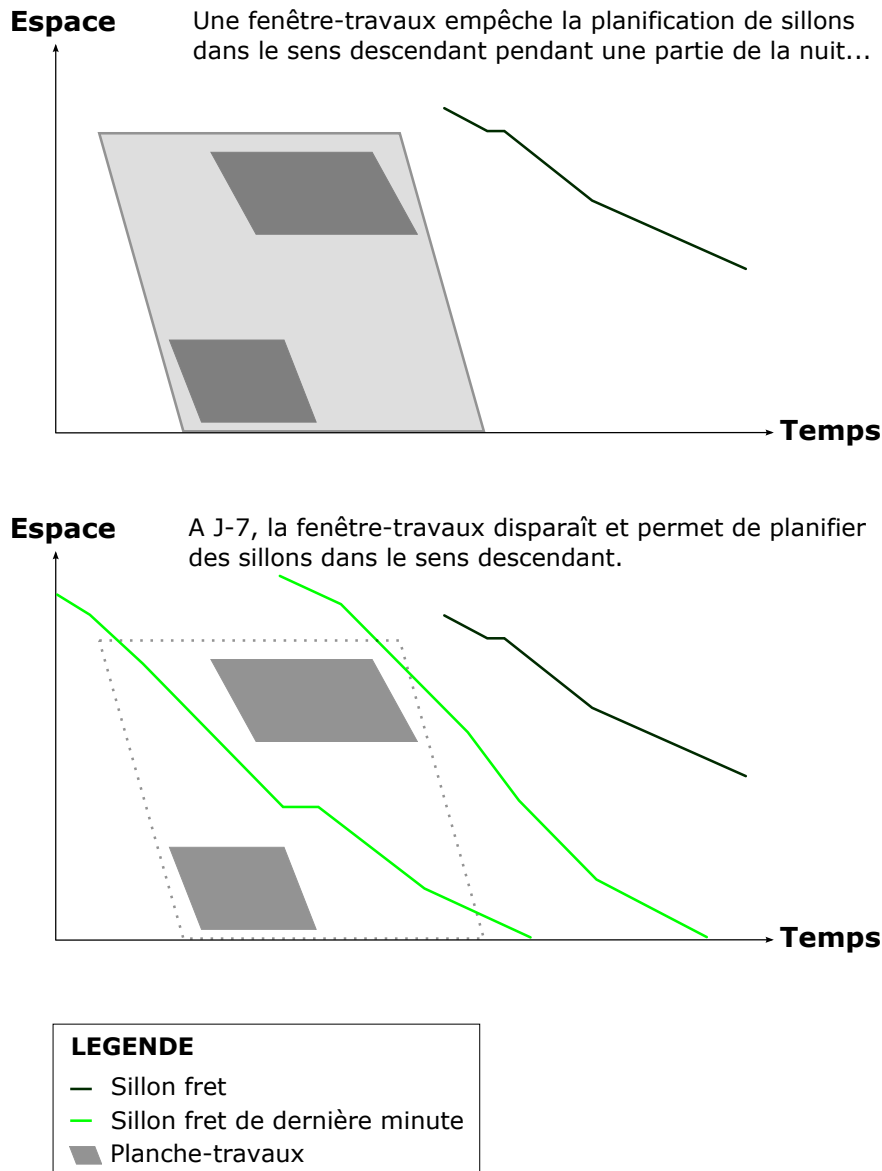 Espace
Une fenêtre-travaux empêche la planification de sillons
dans le sens descendant pendant une partie de la nuit...
Temps
Espace
A J-7, la fenêtre-travaux disparaît et permet de planifier
des sillons dans le sens descendant.
Temps
LEGENDE
Sillon fret
Sillon fret de dernière minute
Planche-travaux